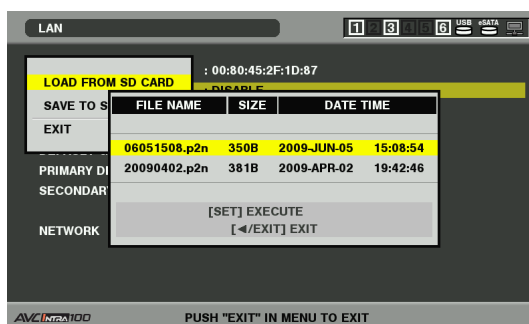 LAN
1 2 3 4 5 6 USB eSATA
: 00:80:45:2F:1D:87
LOAD FROM SD CARD
: DISABLE
SAVE TO S
EXIT
FILE NAME SIZE DATE TIME
06051508.p2n 350B 2009-JUN-05 15:08:54
20090402.p2n 381B 2009-APR-02 19:42:46
PRIMARY D
SECONDAR
[SET] EXECUTE
[◄/EXIT] EXIT
NETWORK
AVC INTRA 100
PUSH "EXIT" IN MENU TO EXIT